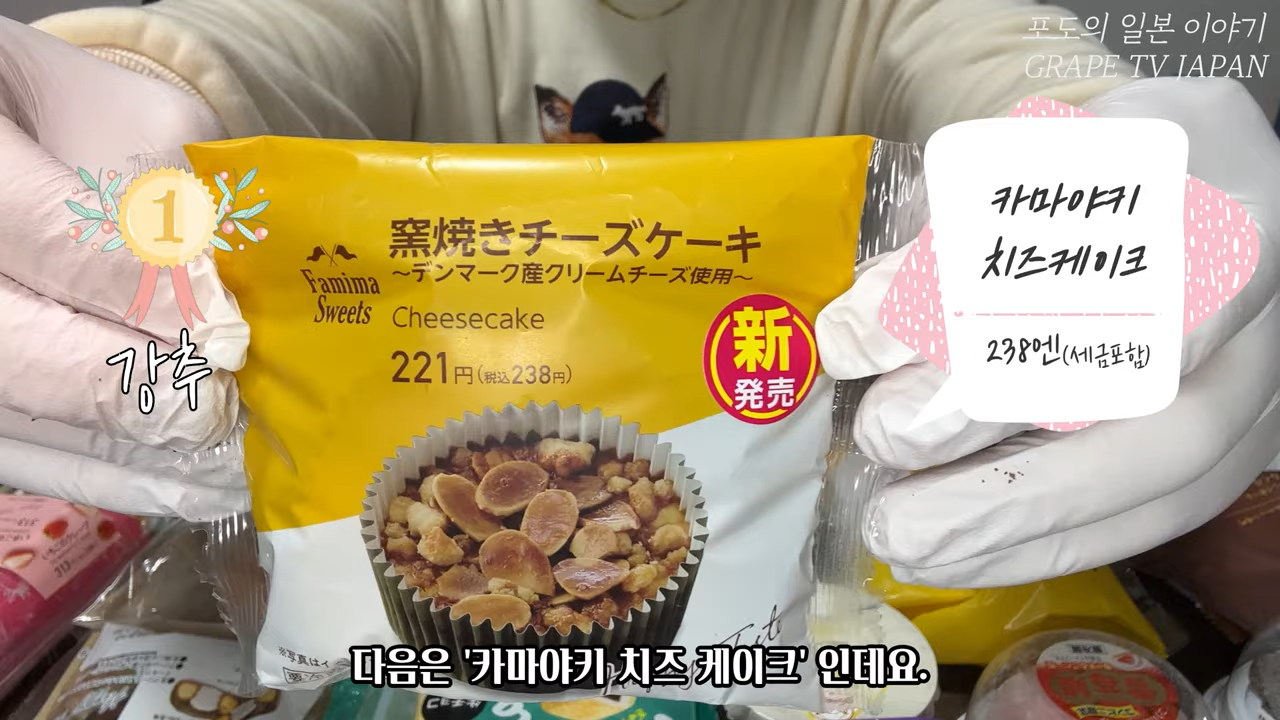 포도의 일본 이야기
GRAPE TV JAPAN
1
강추
카마야키
치즈케이크
238엔(세금포함)
窯焼きチーズケーキ
～デンマーク産クリームチーズ使用～
Famima
Sweets
Cheesecake
221円(税込238円)
新
発売
※写真はイ
다음은 '카마야키 치즈 케이크' 인데요.